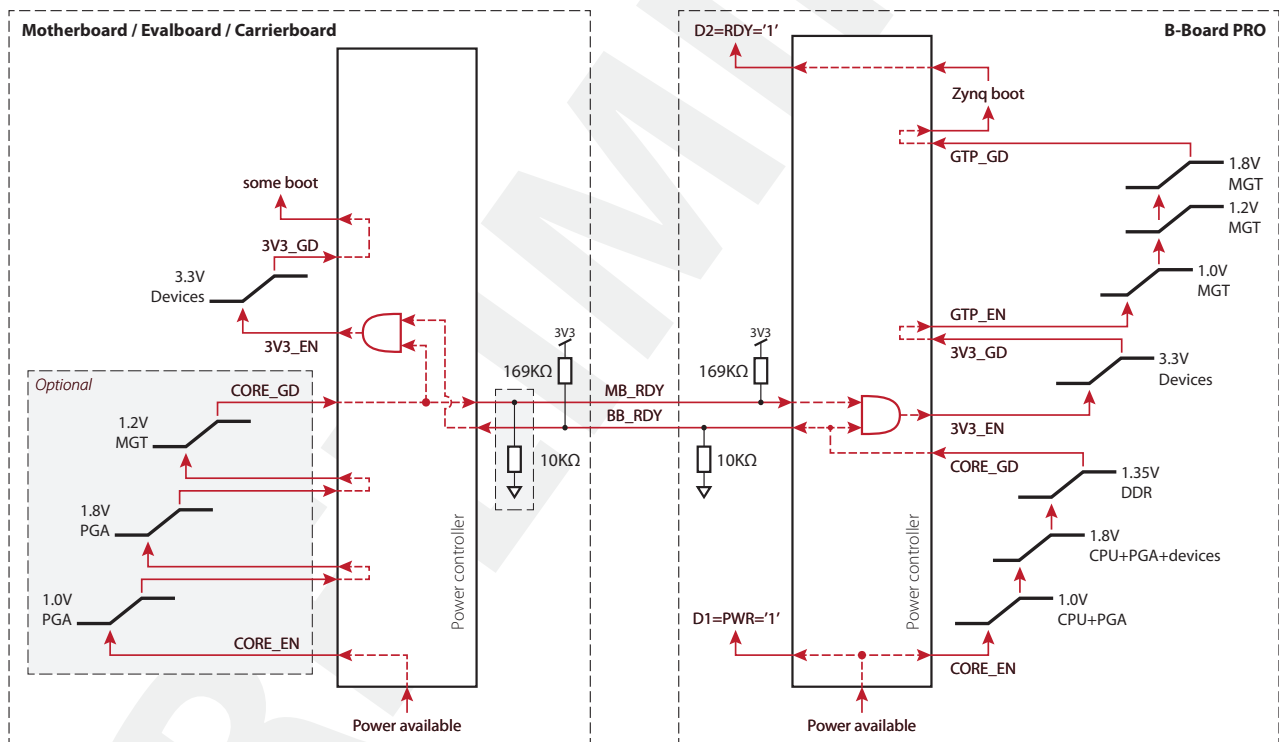 Motherboard / Evalboard / Carrierboard
some boot
3V3_GD
3.3V
Devices
3V3_EN
Optional
CORE_GD
1.2V
MGT
1.8V
PGA
1.0V
PGA
CORE_EN
Power controller
Power available
3V3
169KΩ
10KΩ
MB_RDY
BB_RDY
3V3
169KΩ
10KΩ
B-Board PRO
D2=RDY='1'
Zynq boot
GTP_GD
1.8V
MGT
1.2V
MGT
1.0V
MGT
GTP_EN
3V3_GD
3.3V
Devices
3V3_EN
CORE_GD
1.35V
DDR
1.8V
CPU+PGA+devices
1.0V
CPU+PGA
D1=PWR='1'
CORE_EN
Power controller
Power available